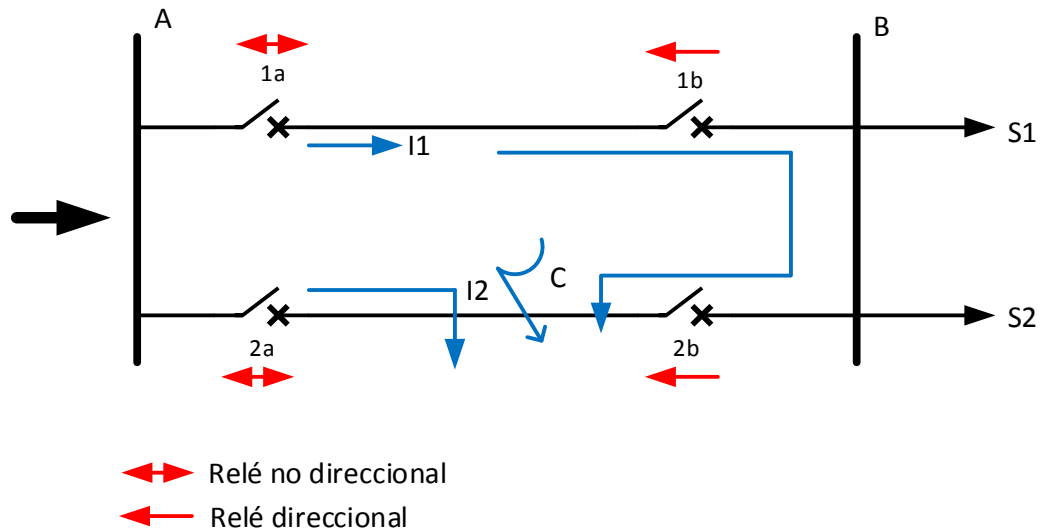 A
B
1a
1b
I1
S1
I2
C
S2
2a
2b
Relé no direccional
Relé direccional